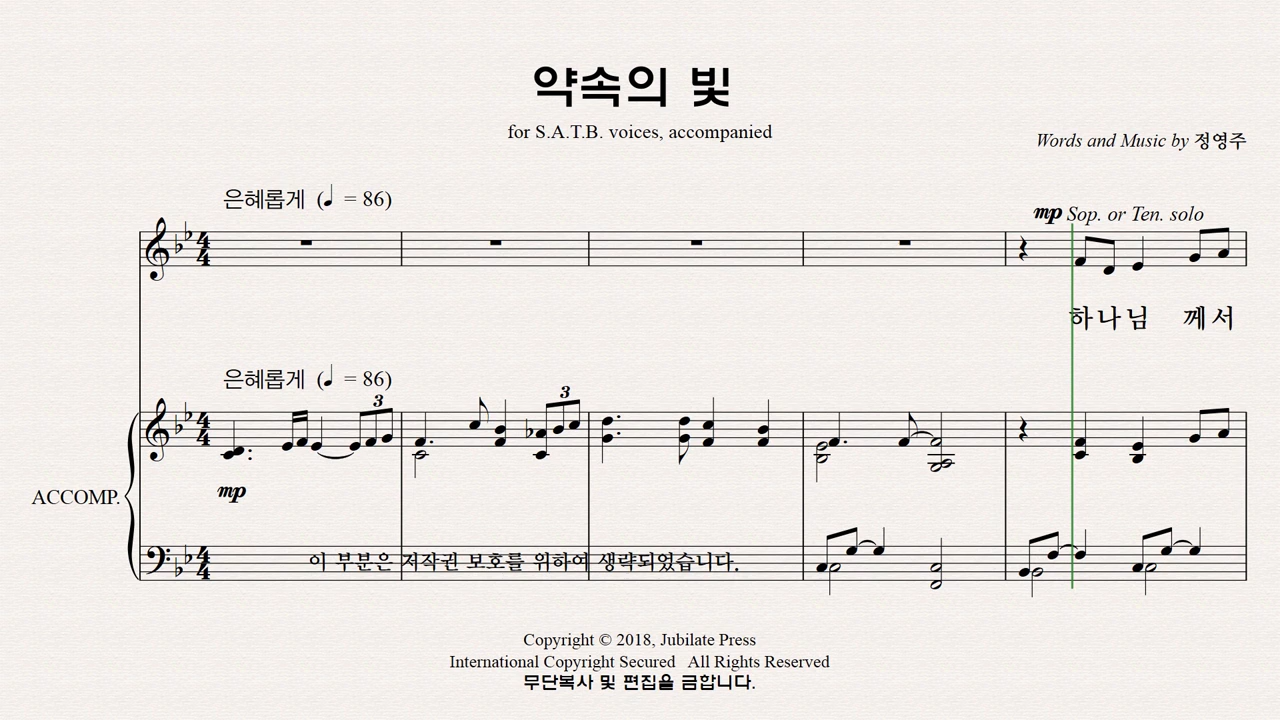 약속의 빛
for S.A.T.B. voices, accompanied
Words and Music by 정영주
은혜롭게 (♩ = 86)
mp Sop. or Ten. solo
하나님 께서
은혜롭게 (♩ = 86)
3
3
mp
ACCOMP.
이 부분은 저작권 보호를 위하여 생략되었습니다.
Copyright © 2018, Jubilate Press
International Copyright Secured All Rights Reserved
무단복사 및 편집을 금합니다.